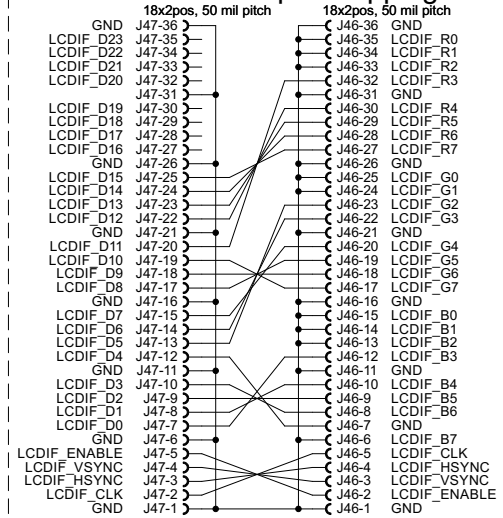 18x2pos, 50 mil pitch 18x2pos, 50 mil pitch
GND J47-36 J46-36 GND
LCDIF_D23 J47-35 J46-35 LCDIF_R0
LCDIF_D22 J47-34 J46-34 LCDIF_R1
LCDIF_D21 J47-33 J46-33 LCDIF_R2
LCDIF_D20 J47-32 J46-32 LCDIF_R3
J47-31 J46-31 GND
LCDIF_D19 J47-30 J46-30 LCDIF_R4
LCDIF_D18 J47-29 J46-29 LCDIF_R5
LCDIF_D17 J47-28 J46-28 LCDIF_R6
LCDIF_D16 J47-27 J46-27 LCDIF_R7
GND J47-26 J46-26 GND
LCDIF_D15 J47-25 J46-25 LCDIF_G0
LCDIF_D14 J47-24 J46-24 LCDIF_G1
LCDIF_D13 J47-23 J46-23 LCDIF_G2
LCDIF_D12 J47-22 J46-22 LCDIF_G3
GND J47-21 J46-21 GND
LCDIF_D11 J47-20 J46-20 LCDIF_G4
LCDIF_D10 J47-19 J46-19 LCDIF_G5
LCDIF_D9 J47-18 J46-18 LCDIF_G6
LCDIF_D8 J47-17 J46-17 LCDIF_G7
GND J47-16 J46-16 GND
LCDIF_D7 J47-15 J46-15 LCDIF_B0
LCDIF_D6 J47-14 J46-14 LCDIF_B1
LCDIF_D5 J47-13 J46-13 LCDIF_B2
LCDIF_D4 J47-12 J46-12 LCDIF_B3
GND J47-11 J46-11 GND
LCDIF_D3 J47-10 J46-10 LCDIF_B4
LCDIF_D2 J47-9 J46-9 LCDIF_B5
LCDIF_D1 J47-8 J46-8 LCDIF_B6
LCDIF_D0 J47-7 J46-7 GND
GND J47-6 J46-6 LCDIF_B7
LCDIF_ENABLE J47-5 J46-5 LCDIF_CLK
LCDIF_VSYNC J47-4 J46-4 LCDIF_HSYNC
LCDIF_HSYNC J47-3 J46-3 LCDIF_VSYNC
LCDIF_CLK J47-2 J46-2 LCDIF_ENABLE
GND J47-1 J46-1 GND